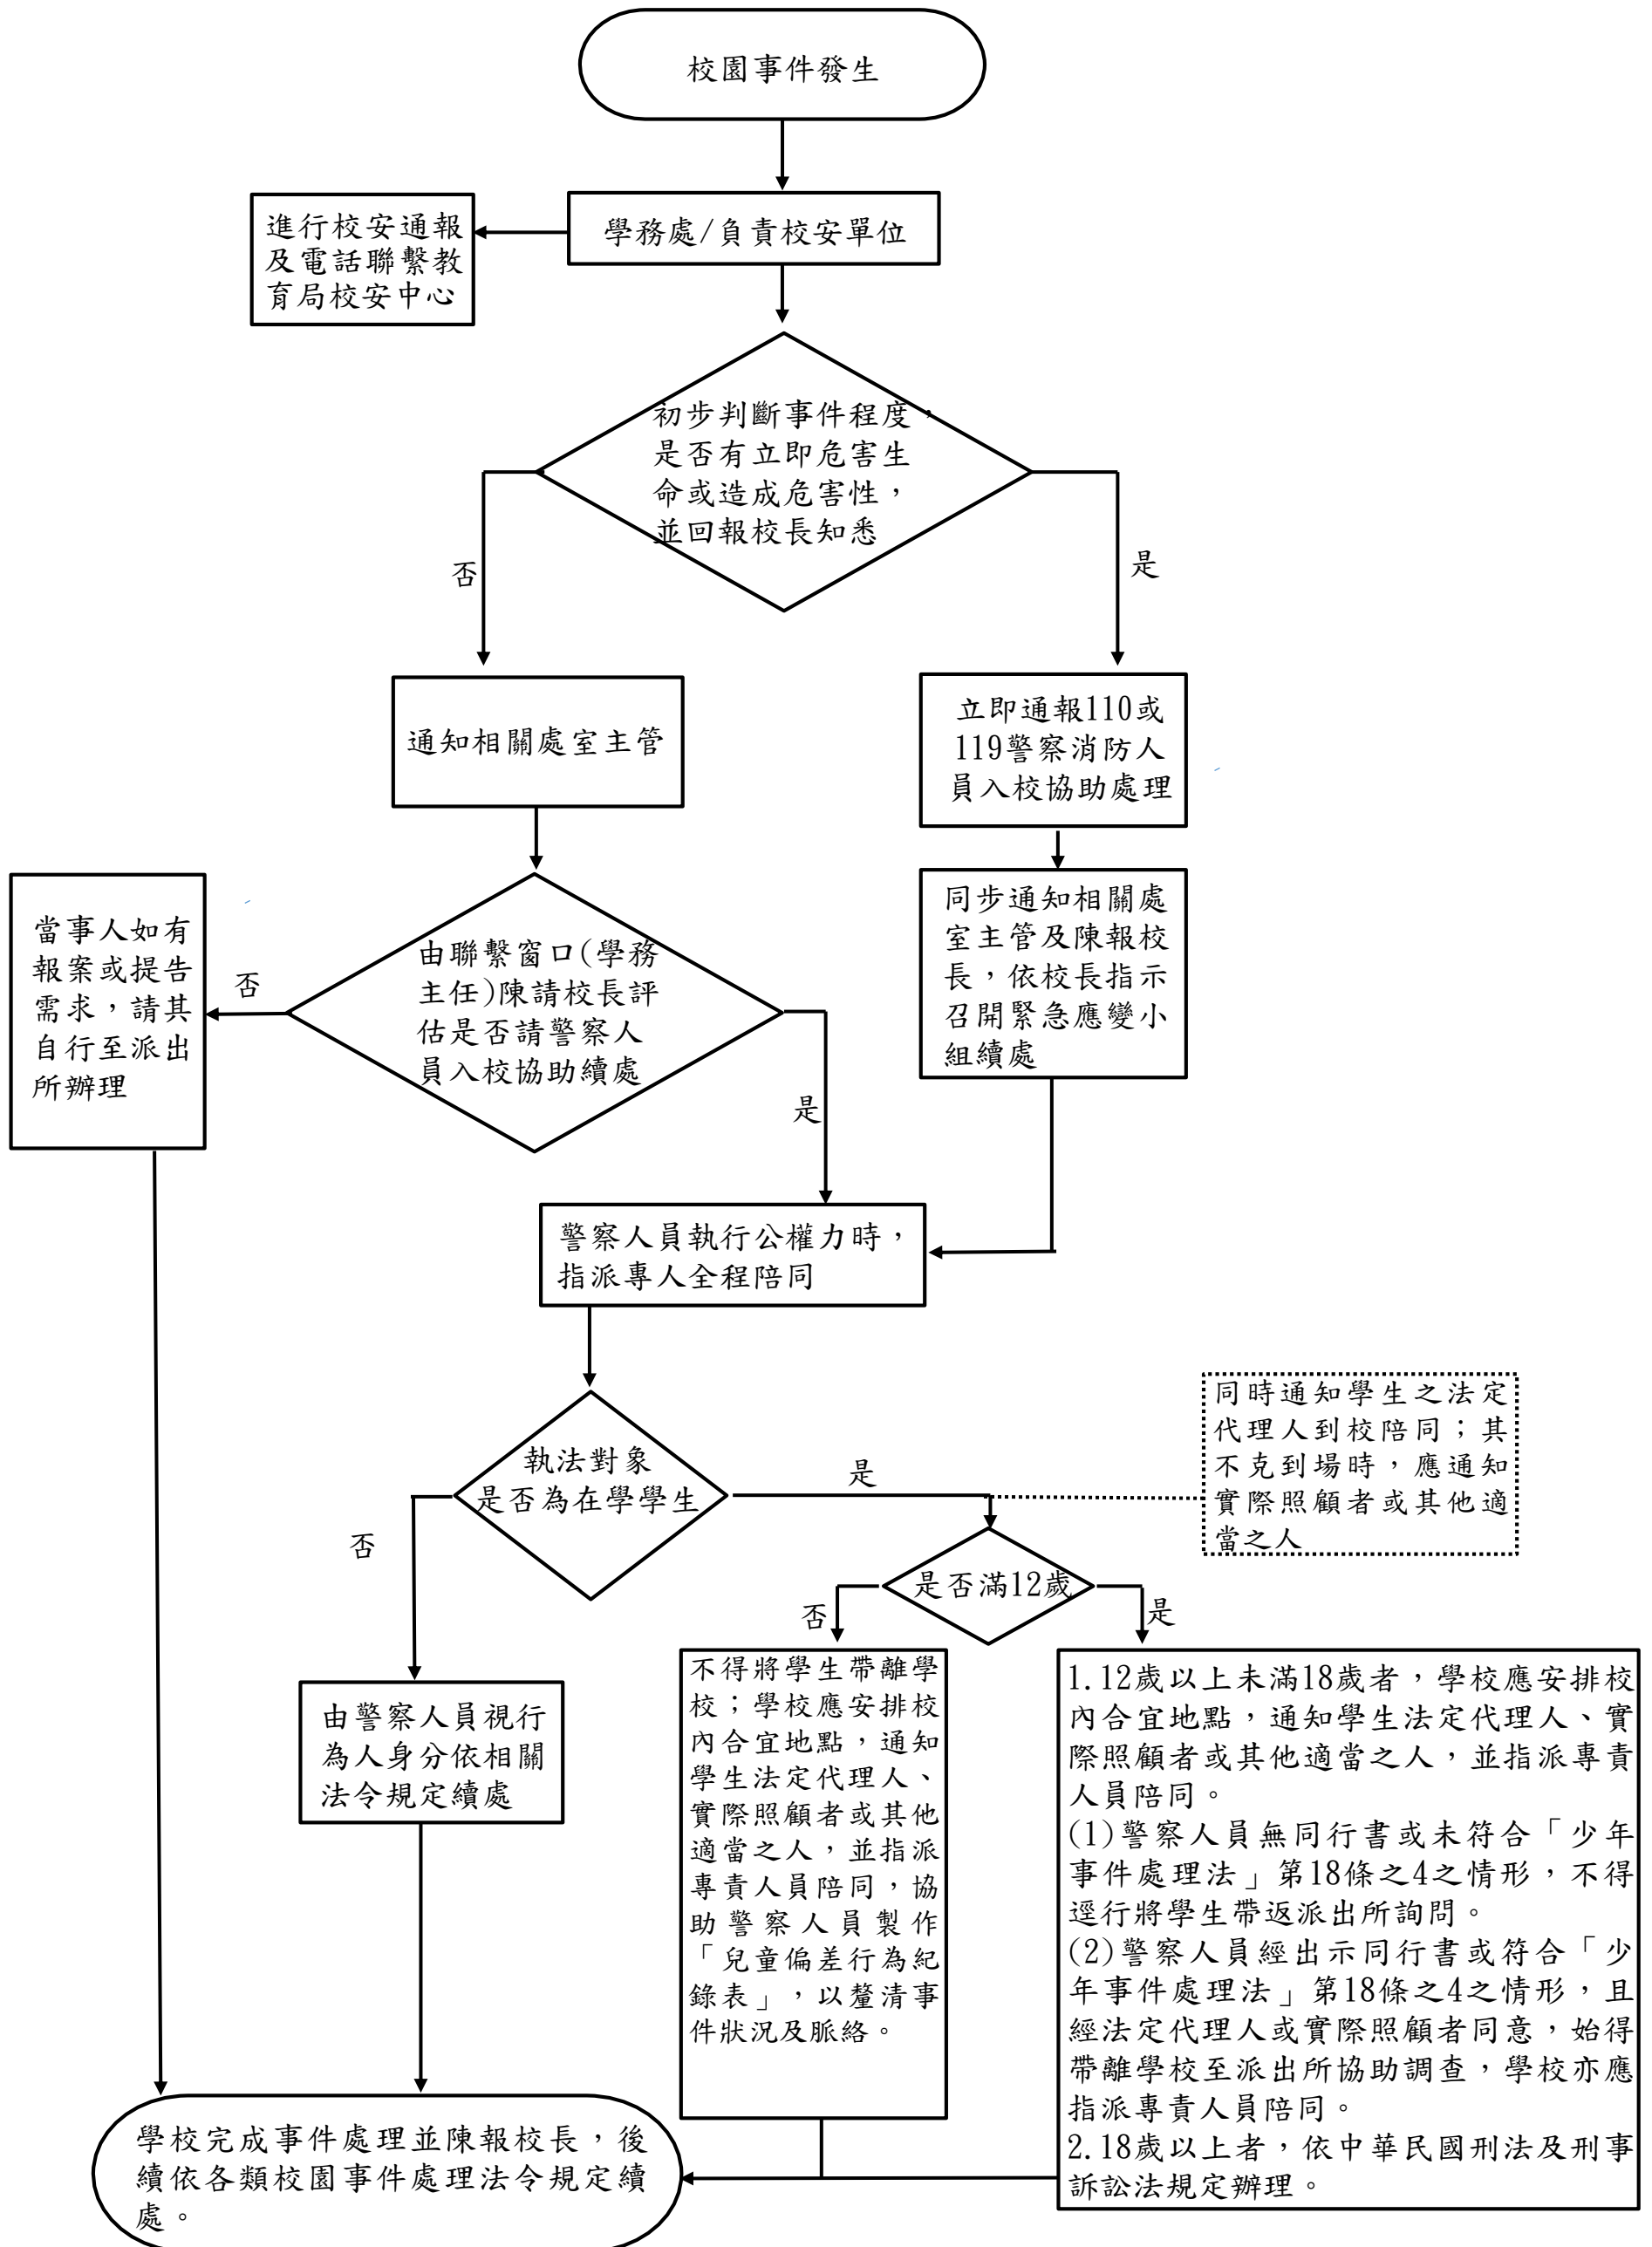 校園事件發生
進行校安通報
及電話聯繫教
育局校安中心
學務處/負責校安單位
初步判斷事件程度，
是否有立即危害生
命或造成危害性，
並回報校長知悉
否
是
通知相關處室主管
立即通報110或
119警察消防人
員入校協助處理
當事人如有
報案或提告
需求，請其
自行至派出
所辦理
否
由聯繫窗口(學務
主任)陳請校長評
估是否請警察人
員入校協助續處
是
同步通知相關處
室主管及陳報校
長，依校長指示
召開緊急應變小
組續處
警察人員執行公權力時，
指派專人全程陪同
同時通知學生之法定
代理人到校陪同；其
不克到場時，應通知
實際照顧者或其他適
當之人
執法對象
是否為在學學生
是
否
是否滿12歲
否
是
由警察人員視行
為人身分依相關
法令規定續處
不得將學生帶離學
校；學校應安排校
內合宜地點，通知
學生法定代理人、
實際照顧者或其他
適當之人，並指派
專責人員陪同，協
助警察人員製作
「兒童偏差行為紀
錄表」，以釐清事
件狀況及脈絡。
1.12歲以上未滿18歲者，學校應安排校
內合宜地點，通知學生法定代理人、實
際照顧者或其他適當之人，並指派專責
人員陪同。
(1)警察人員無同行書或未符合「少年
事件處理法」第18條之4之情形，不得
逕行將學生帶返派出所詢問。
(2)警察人員經出示同行書或符合「少
年事件處理法」第18條之4之情形，且
經法定代理人或實際照顧者同意，始得
帶離學校至派出所協助調查，學校亦應
指派專責人員陪同。
2.18歲以上者，依中華民國刑法及刑事
訴訟法規定辦理。
學校完成事件處理並陳報校長，後
續依各類校園事件處理法令規定續
處。